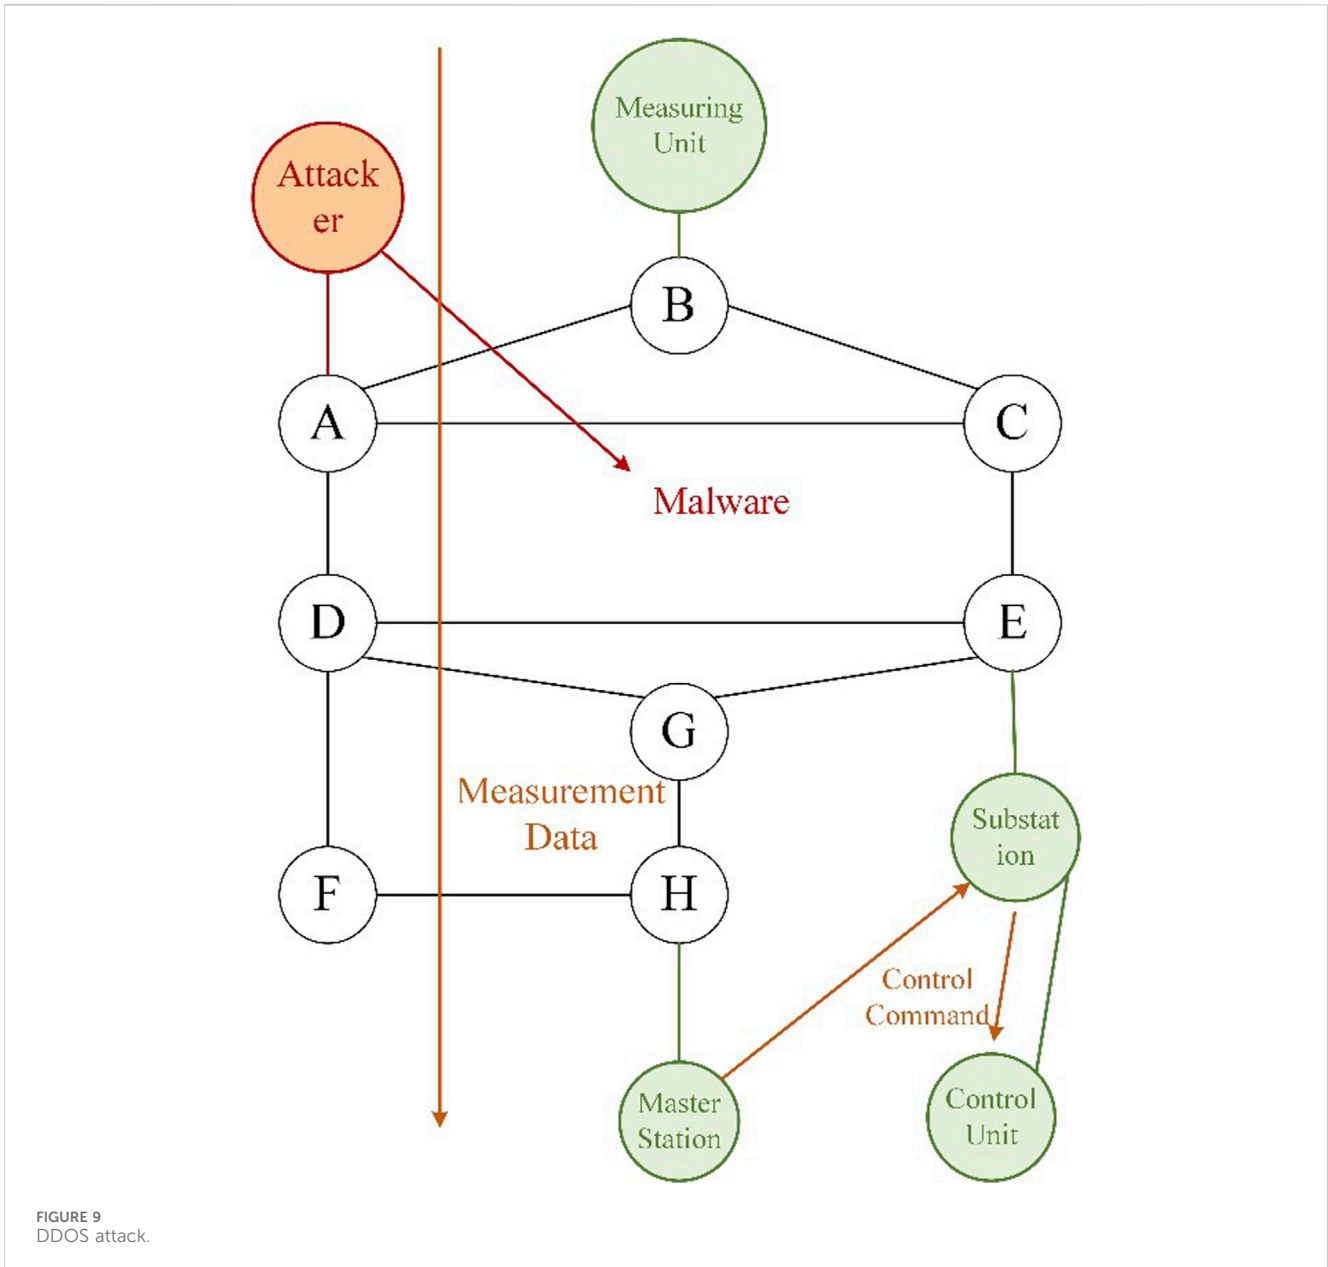 Measuring
Unit
Attack
er
B
A
C
Malware
D
E
G
Measurement
Data
Substat
ion
F
H
Control
Command
Master
Station
Control
Unit
FIGURE 9
DDOS attack.